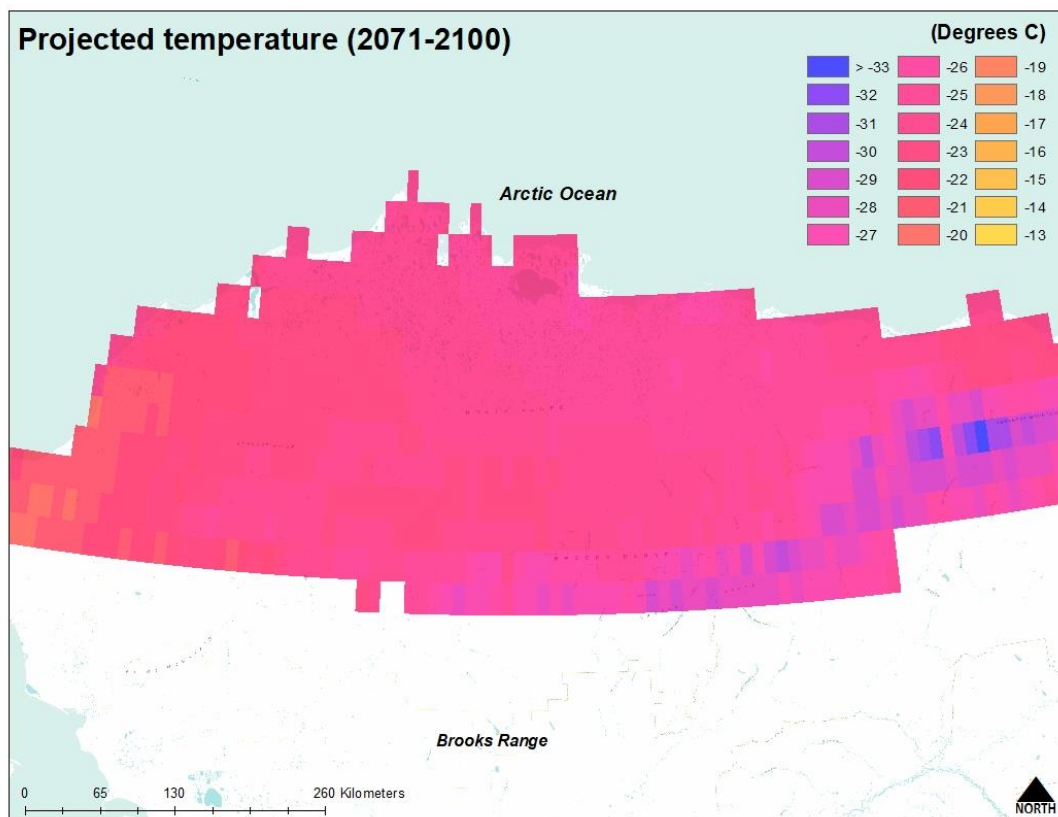 Projected temperature (2071-2100)
(Degrees C)
> -33 -26 -19
-32 -25 -18
-31 -24 -17
-30 -23 -16
-29 -22 -15
-28 -21 -14
-27 -20 -13
Arctic Ocean
Brooks Range
0 65 130 260 Kilometers
NORTH